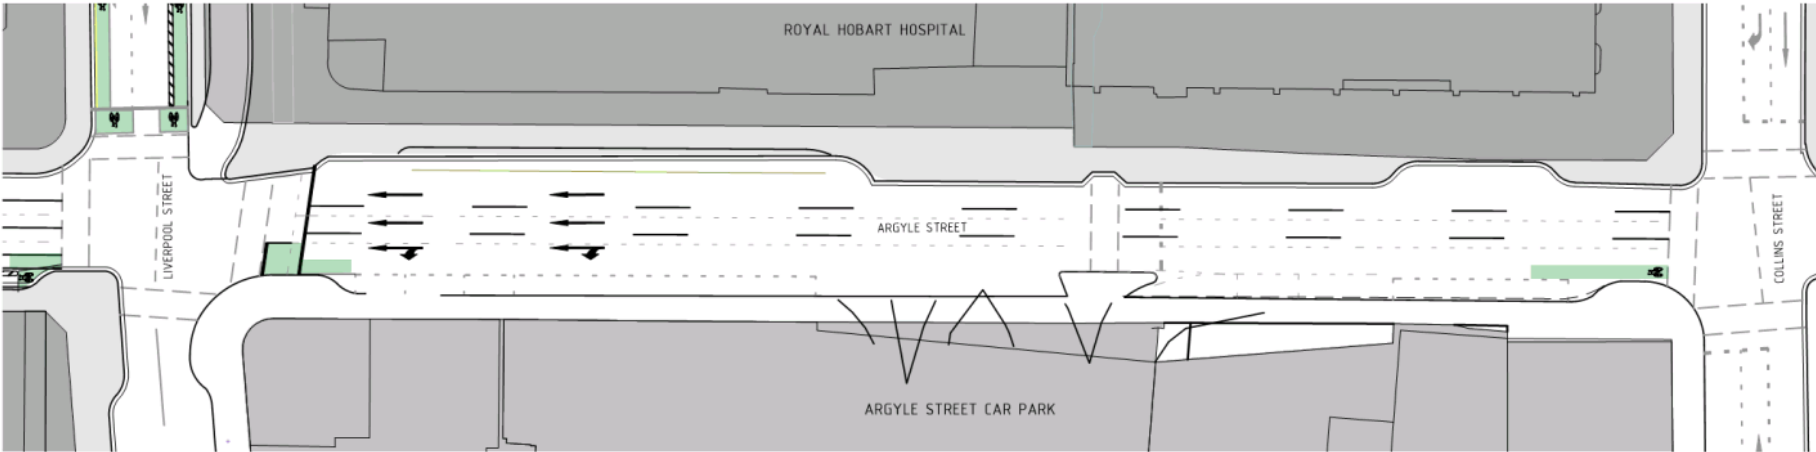 ROYAL HOBART HOSPITAL
LIVERPOOL STREET
ARGYLE STREET
COLLINS STREET
ARGYLE STREET CAR PARK